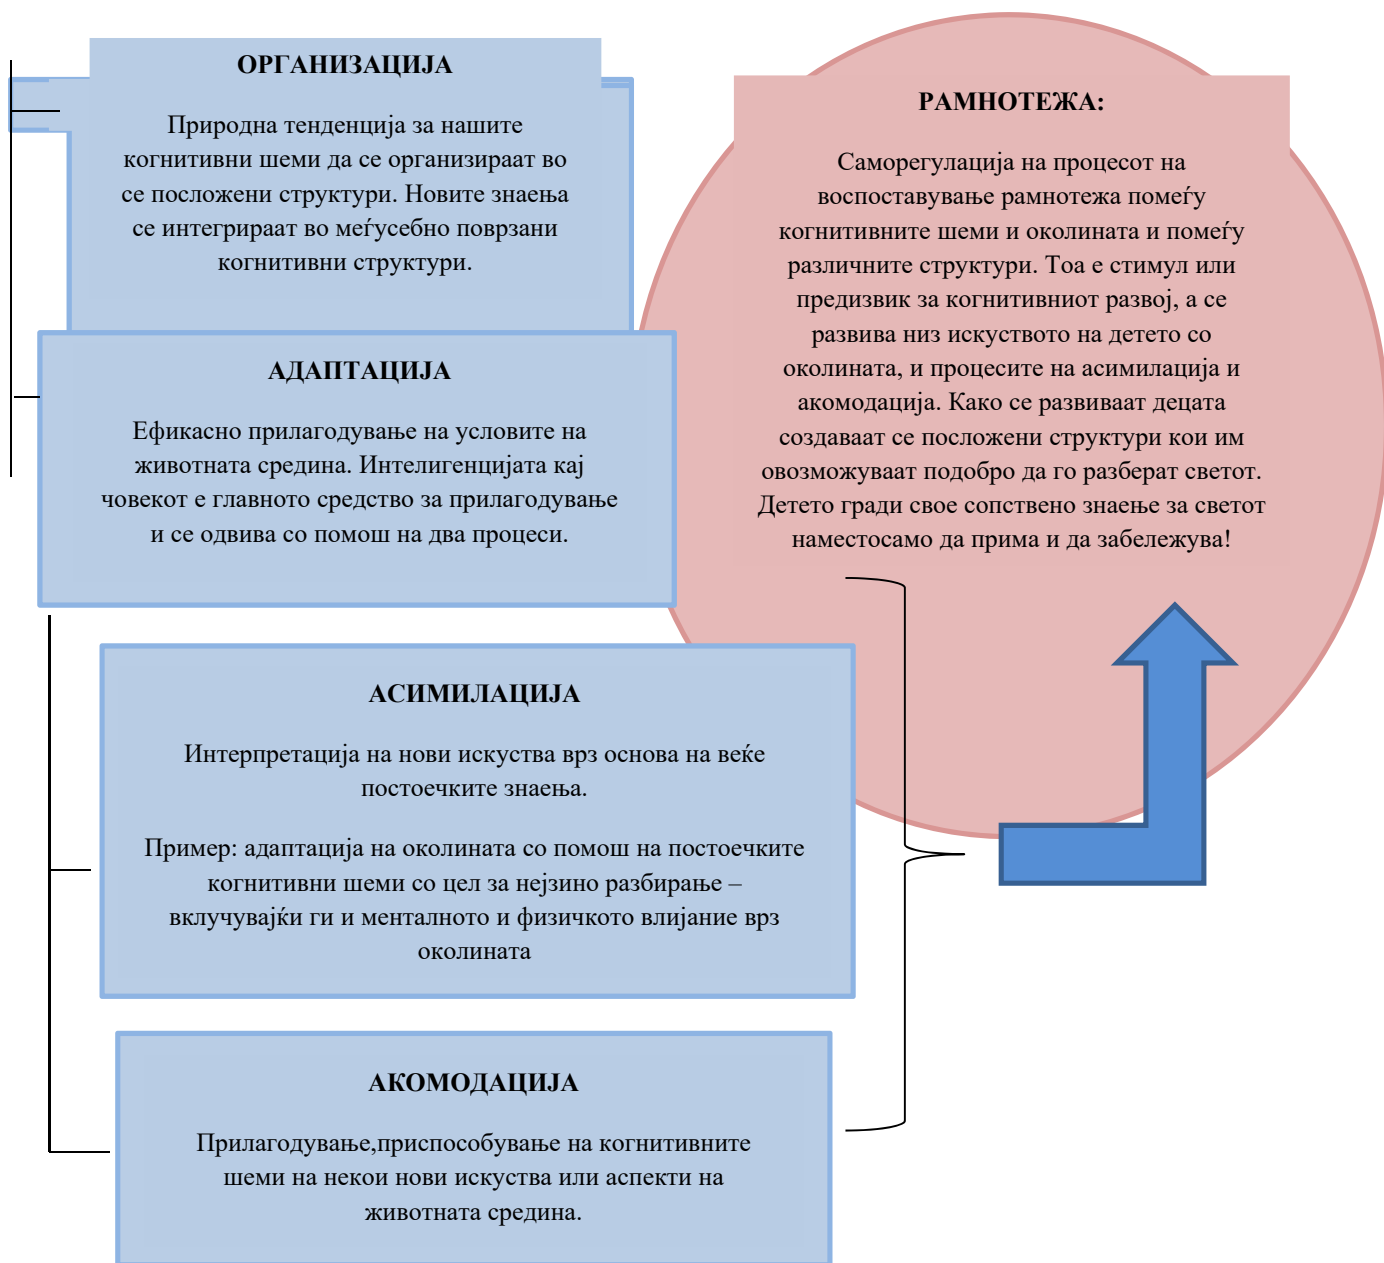 ОРГАНИЗАЦИЈА
Природна тенденција за нашите
когнитивни шеми да се организираат во
се посложени структури. Новите знаења
се интегрираат во меѓусебно поврзани
когнитивни структури.
АДАПТАЦИЈА
Ефикасно прилагодување на условите на
животната средина. Интелигенцијата кај
човекот е главното средство за прилагодување
и се одвива со помош на два процеси.
АСИМИЛАЦИЈА
Интерпретација на нови искуства врз основа на веќе
постоечките знаења.
Пример: адаптација на околината со помош на постоечките
когнитивни шеми со цел за нејзино разбирање –
вклучувајќи ги и менталното и физичкото влијание врз
околината
АКОМОДАЦИЈА
Прилагодување,приспособување на когнитивните
шеми на некои нови искуства или аспекти на
животната средина.
РАМНОТЕЖА:
Саморегулација на процесот на
воспоставување рамнотежа помеѓу
когнитивните шеми и околината и помеѓу
различните структури. Тоа е стимул или
предизвик за когнитивниот развој, а се
развива низ искуството на детето со
околината, и процесите на асимилација и
акомодација. Како се развиваат децата
создаваат се посложени структури кои им
овозможуваат подобро да го разберат светот.
Детето гради свое сопствено знаење за светот
наместосамо да прима и да забележува!